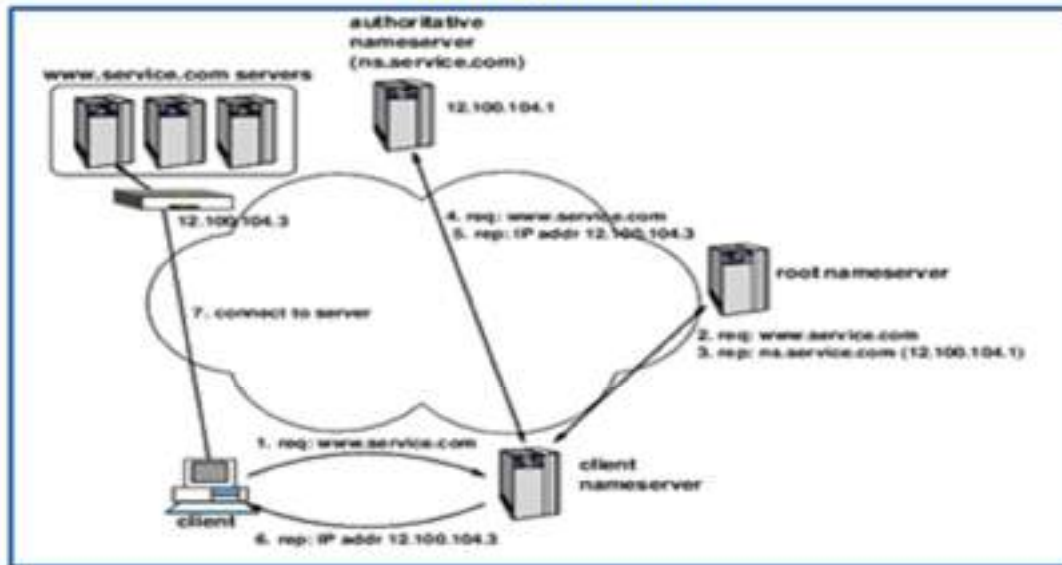 authoritative
nameserver
(ns.service.com)
www.service.com servers
12.100.104.1
12.100.104.3
4. req: www.service.com
5. rep: IP addr 12.100.104.3
root nameserver
7. connect to server
2. req: www.service.com
3. rep: ns.service.com (12.100.104.1)
1. req: www.service.com
client
nameserver
client
6. rep: IP addr 12.100.104.3